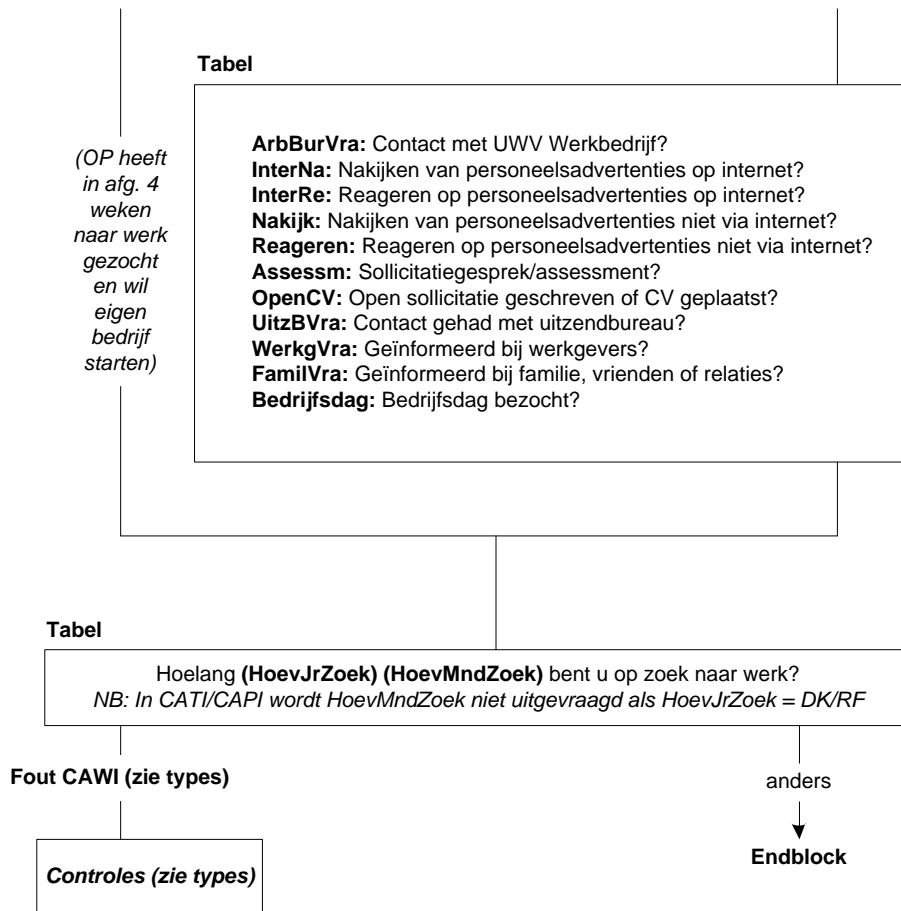 Tabel
(OP heeft
in afg. 4
weken
naar werk
gezocht
en wil
eigen
bedrijf
starten)
ArbBurVra: Contact met UWV Werkbedrijf?
InterNa: Nakijken van personeelsadvertenties op internet?
InterRe: Reageren op personeelsadvertenties op internet?
Nakijk: Nakijken van personeelsadvertenties niet via internet?
Reageren: Reageren op personeelsadvertenties niet via internet?
Assessm: Sollicitatiegesprek/assessment?
OpenCV: Open sollicitatie geschreven of CV geplaatst?
UitzBVra: Contact gehad met uitzendbureau?
WerkgVra: Geïnformeerd bij werkgevers?
FamilVra: Geïnformeerd bij familie, vrienden of relaties?
Bedrijfsdag: Bedrijfsdag bezocht?
Tabel
Hoelang (HoevJrZoek) (HoevMndZoek) bent u op zoek naar werk?
NB: In CATI/CAPI wordt HoevMndZoek niet uitgevraagd als HoevJrZoek = DK/RF
Fout CAWI (zie types)
anders
Controles (zie types)
Endblock